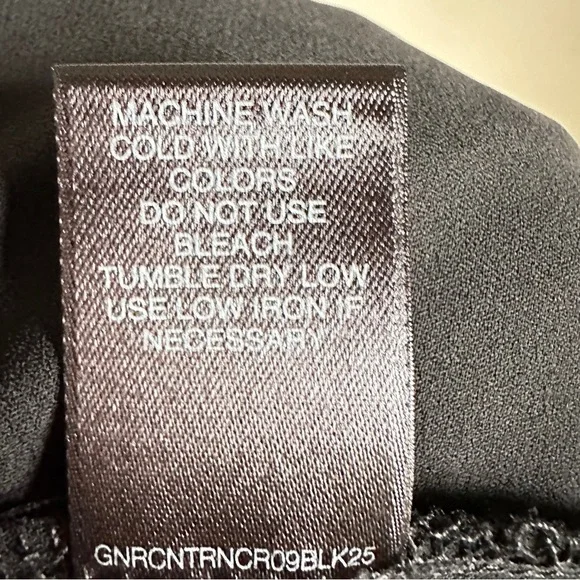 MACHINE WASH
COLD WITH LIKE
COLORS
DO NOT USE
BLEACH
TUMBLE DRY LOW
USE LOW IRON IF
NECESSARY
GNRCNTRNCR09BLK25